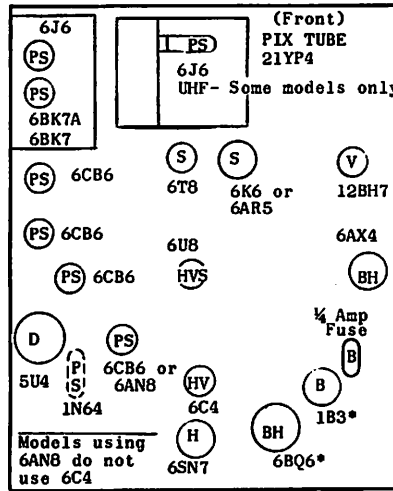 (Front)
PIX TUBE
21YP4
6J6
PS
PS
6BK7A
6BK7
PS
6J6
UHF- Some models only
PS 6CB6
S
6T8
S
6K6 or
6AR5
V
12BH7
PS 6CB6
6U8
HVS
6AX4
BH
PS 6CB6
¼ Amp
Fuse
B
D
5U4
PS
1N64
PS
6CB6 or
6AN8
HV
6C4
B
1B3*
H
6SN7
BH
6BQ6*
Models using
6AN8 do not
use 6C4